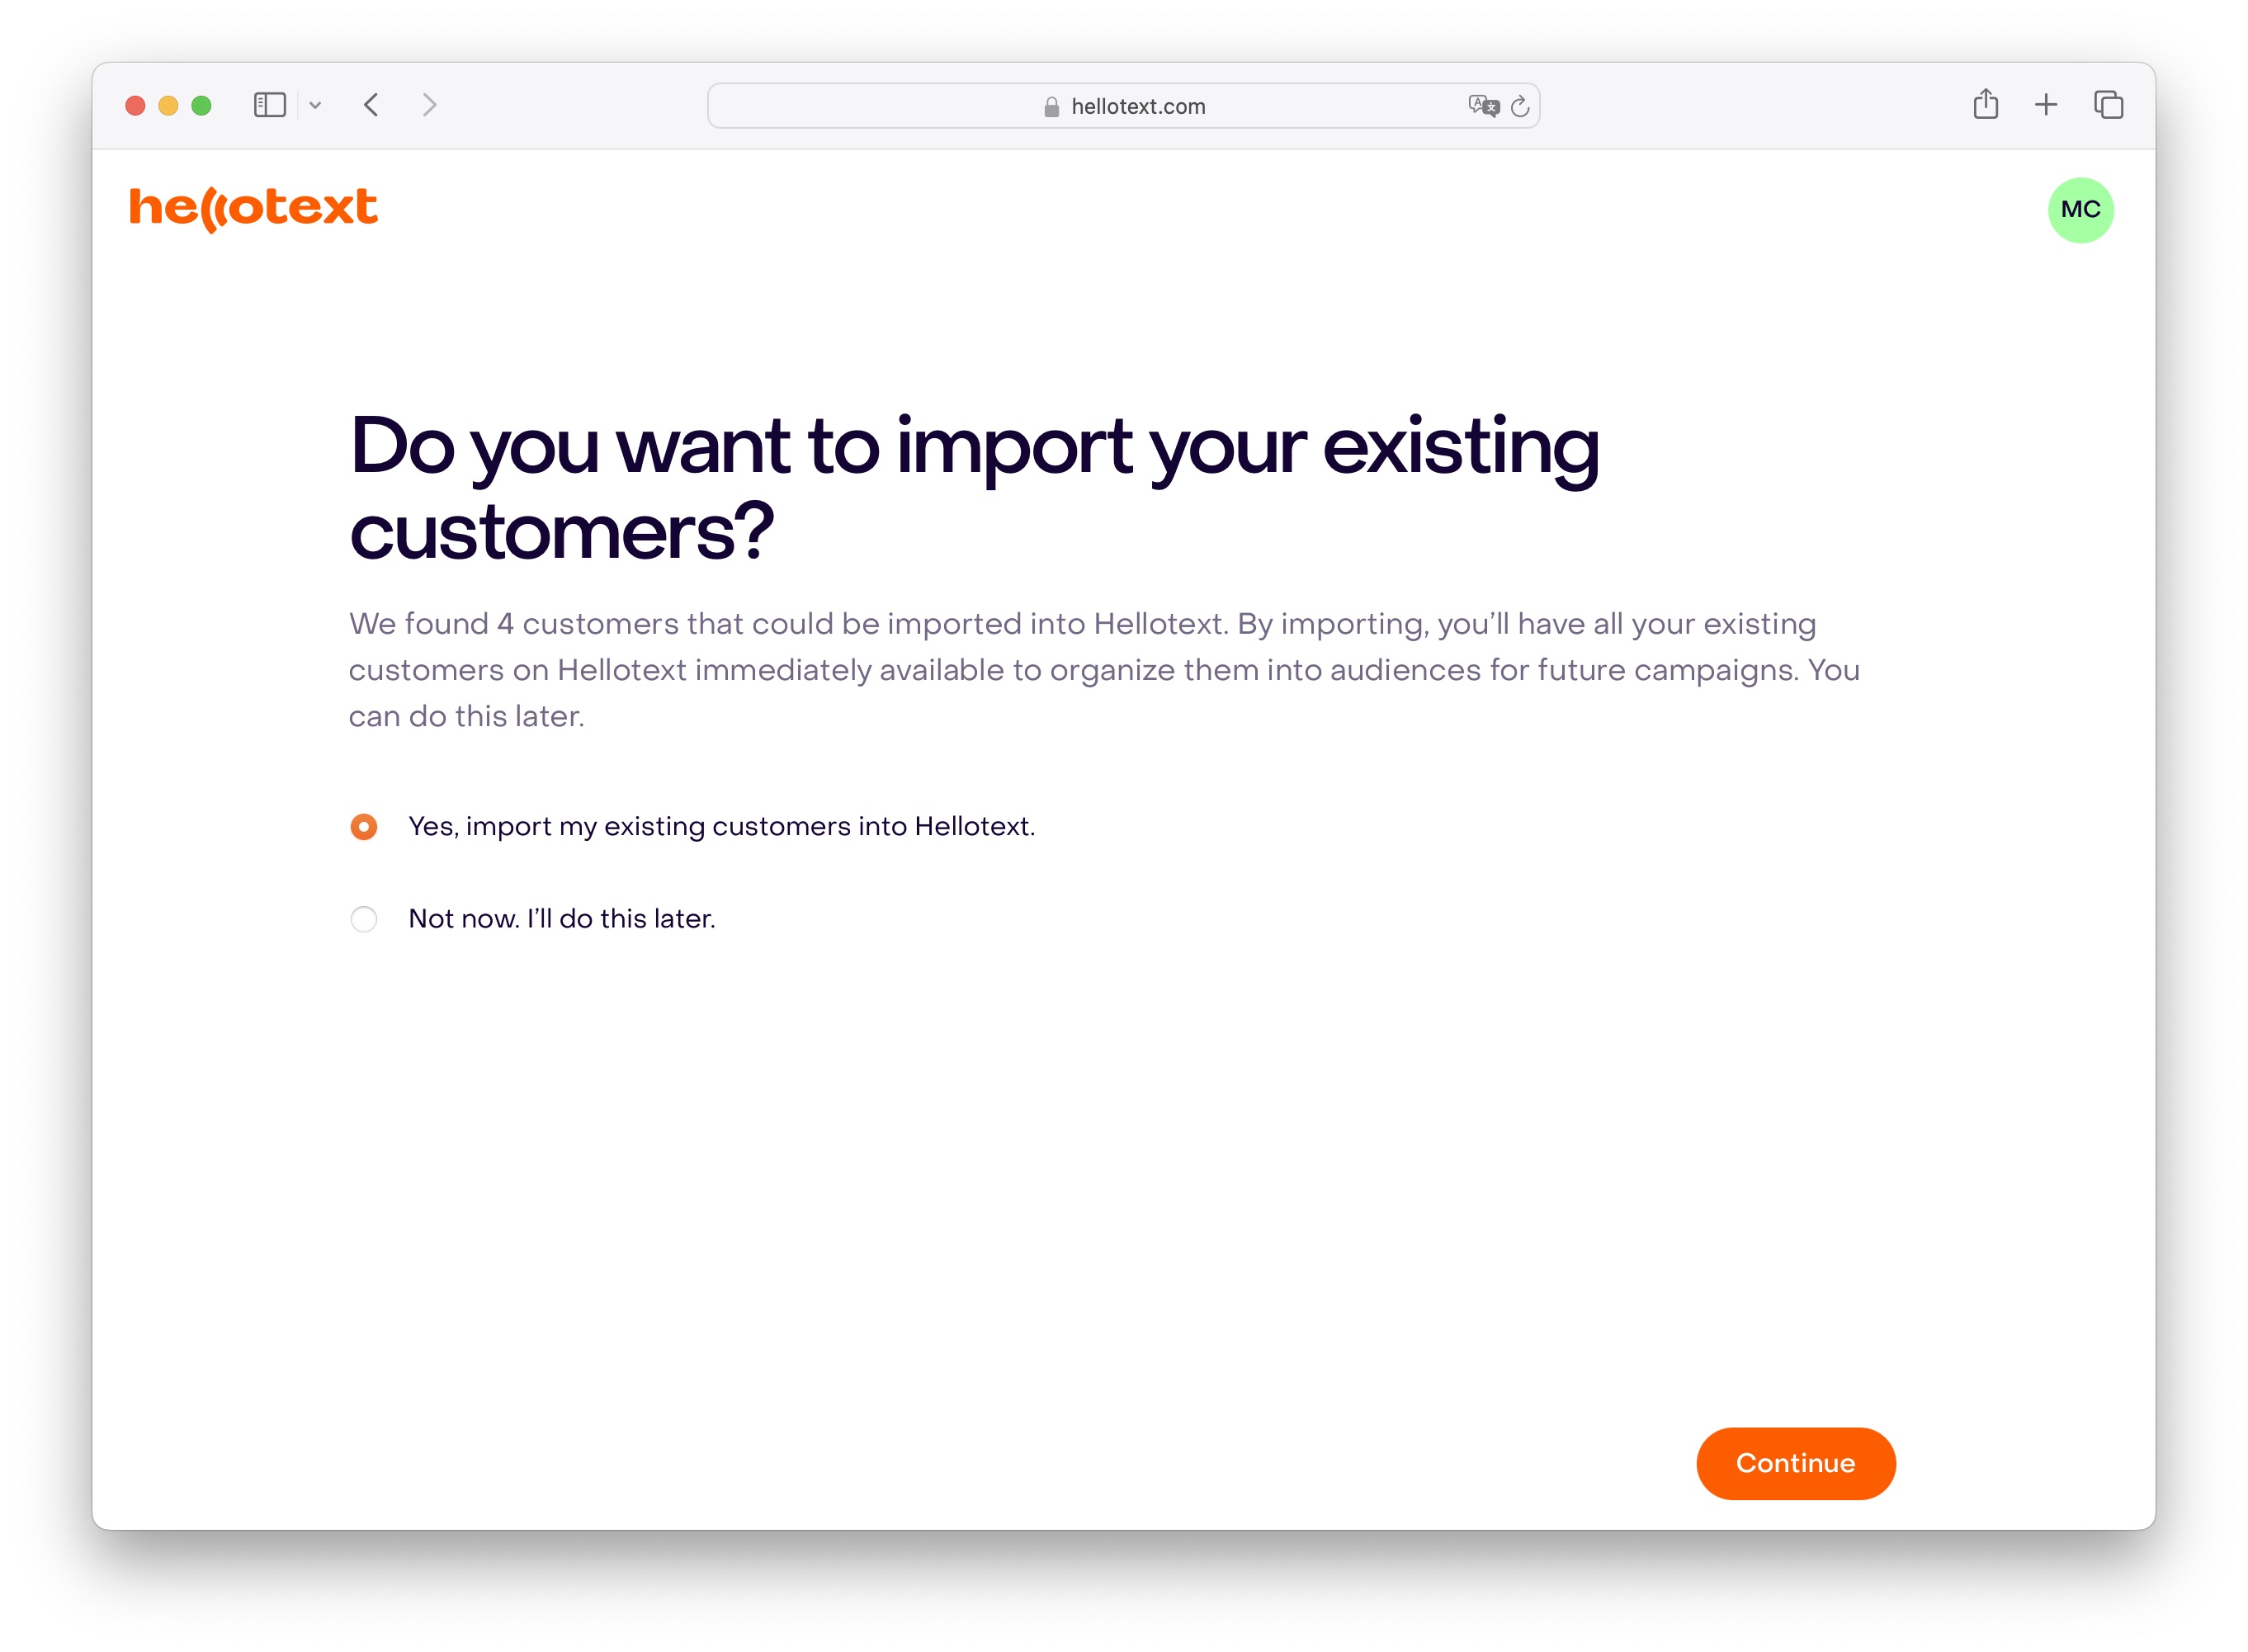 hellotext.com
hellotext
MC
Do you want to import your existing
customers?
We found 4 customers that could be imported into Hellotext. By importing, you’ll have all your existing
customers on Hellotext immediately available to organize them into audiences for future campaigns. You
can do this later.
Yes, import my existing customers into Hellotext.
Not now. I’ll do this later.
Continue